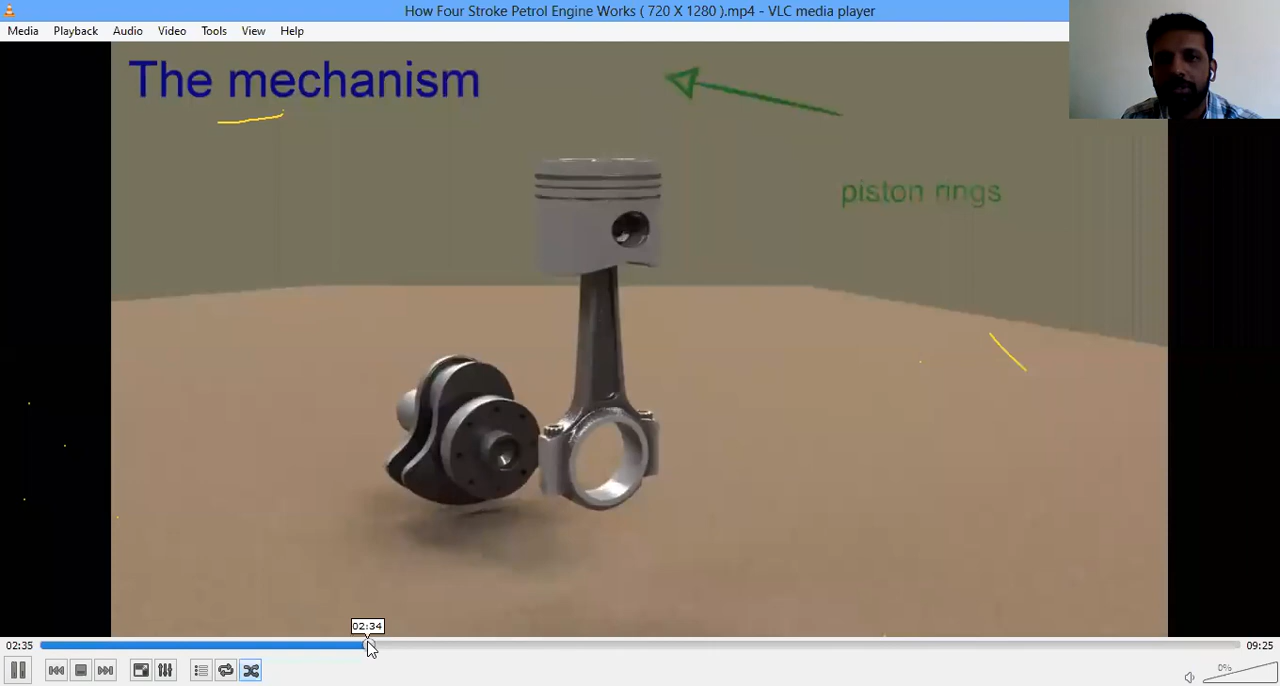 How Four Stroke Petrol Engine Works ( 720 X 1280 ).mp4 - VLC media player
Media Playback Audio Video Tools View Help
The mechanism
piston rings
02:34
02:35
09:25
0%